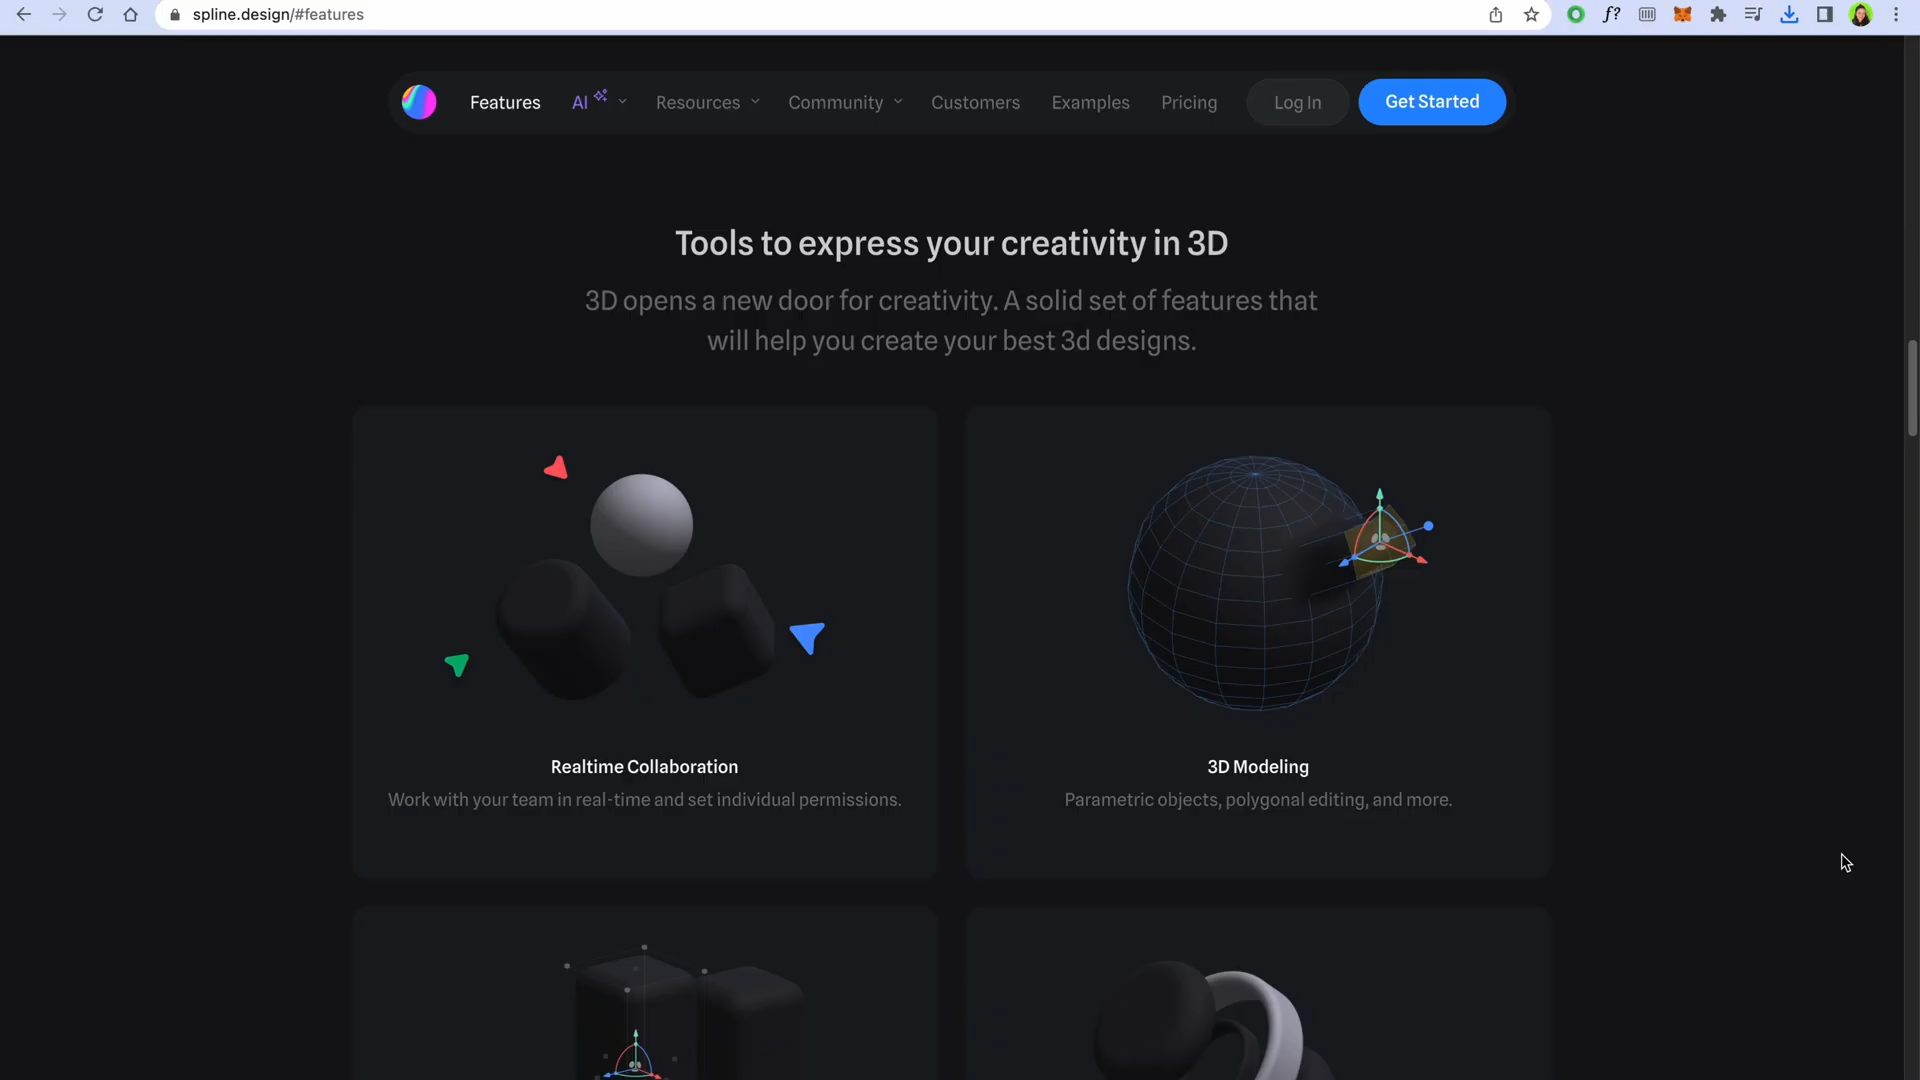 spline.design/#features
f?
Features
AI
Resources
Community
Customers
Examples
Pricing
Log In
Get Started
Tools to express your creativity in 3D
3D opens a new door for creativity. A solid set of features that
will help you create your best 3d designs.
Realtime Collaboration
Work with your team in real-time and set individual permissions.
3D Modeling
Parametric objects, polygonal editing, and more.